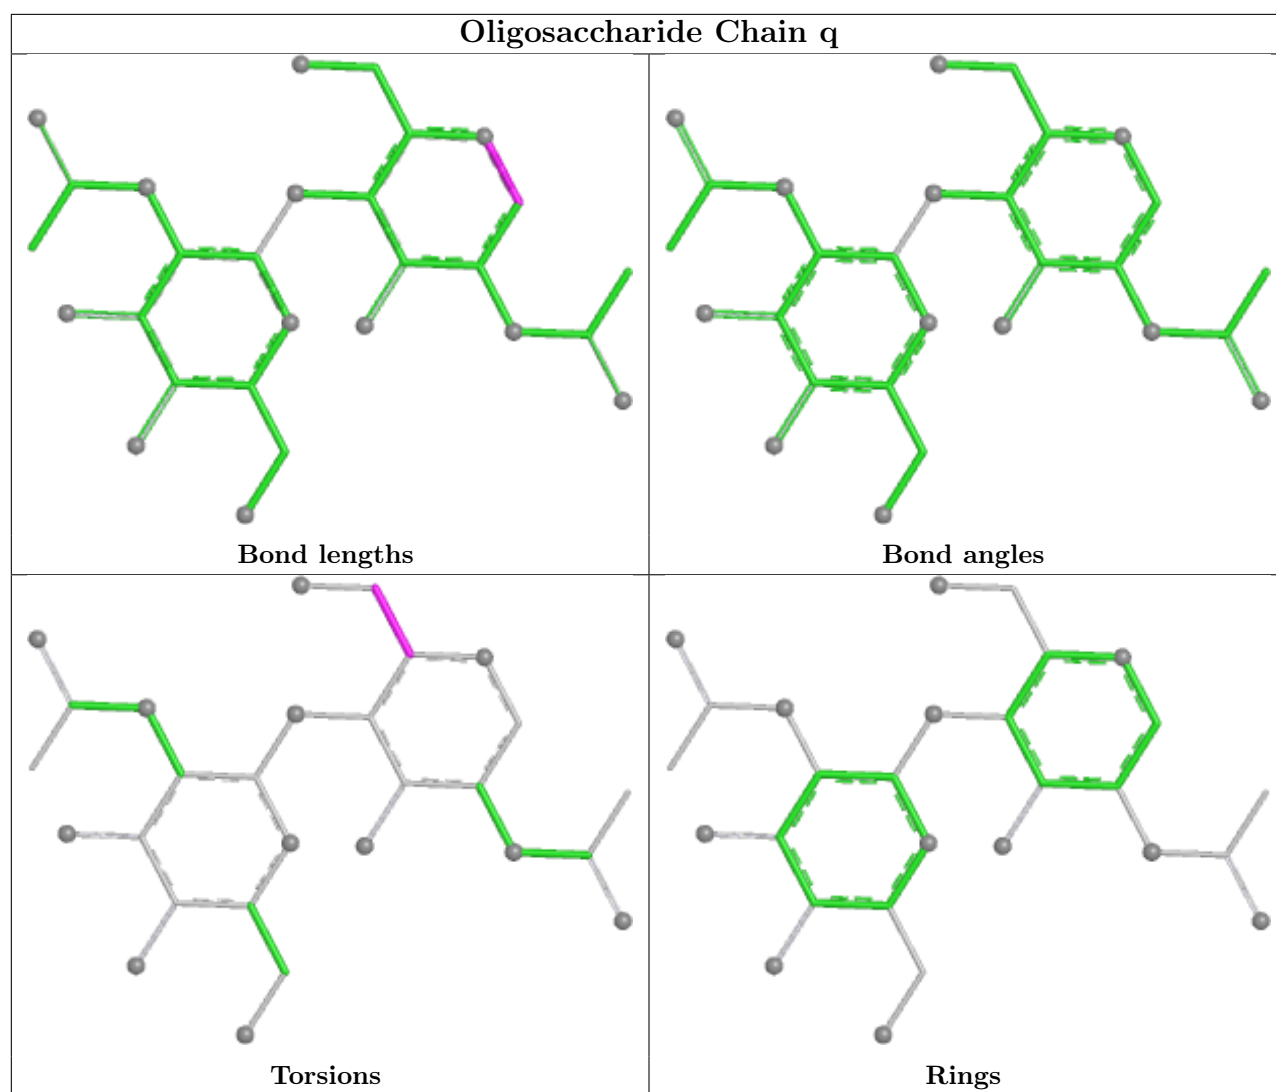 Oligosaccharide Chain q
Bond lengths
Bond angles
Torsions
Rings